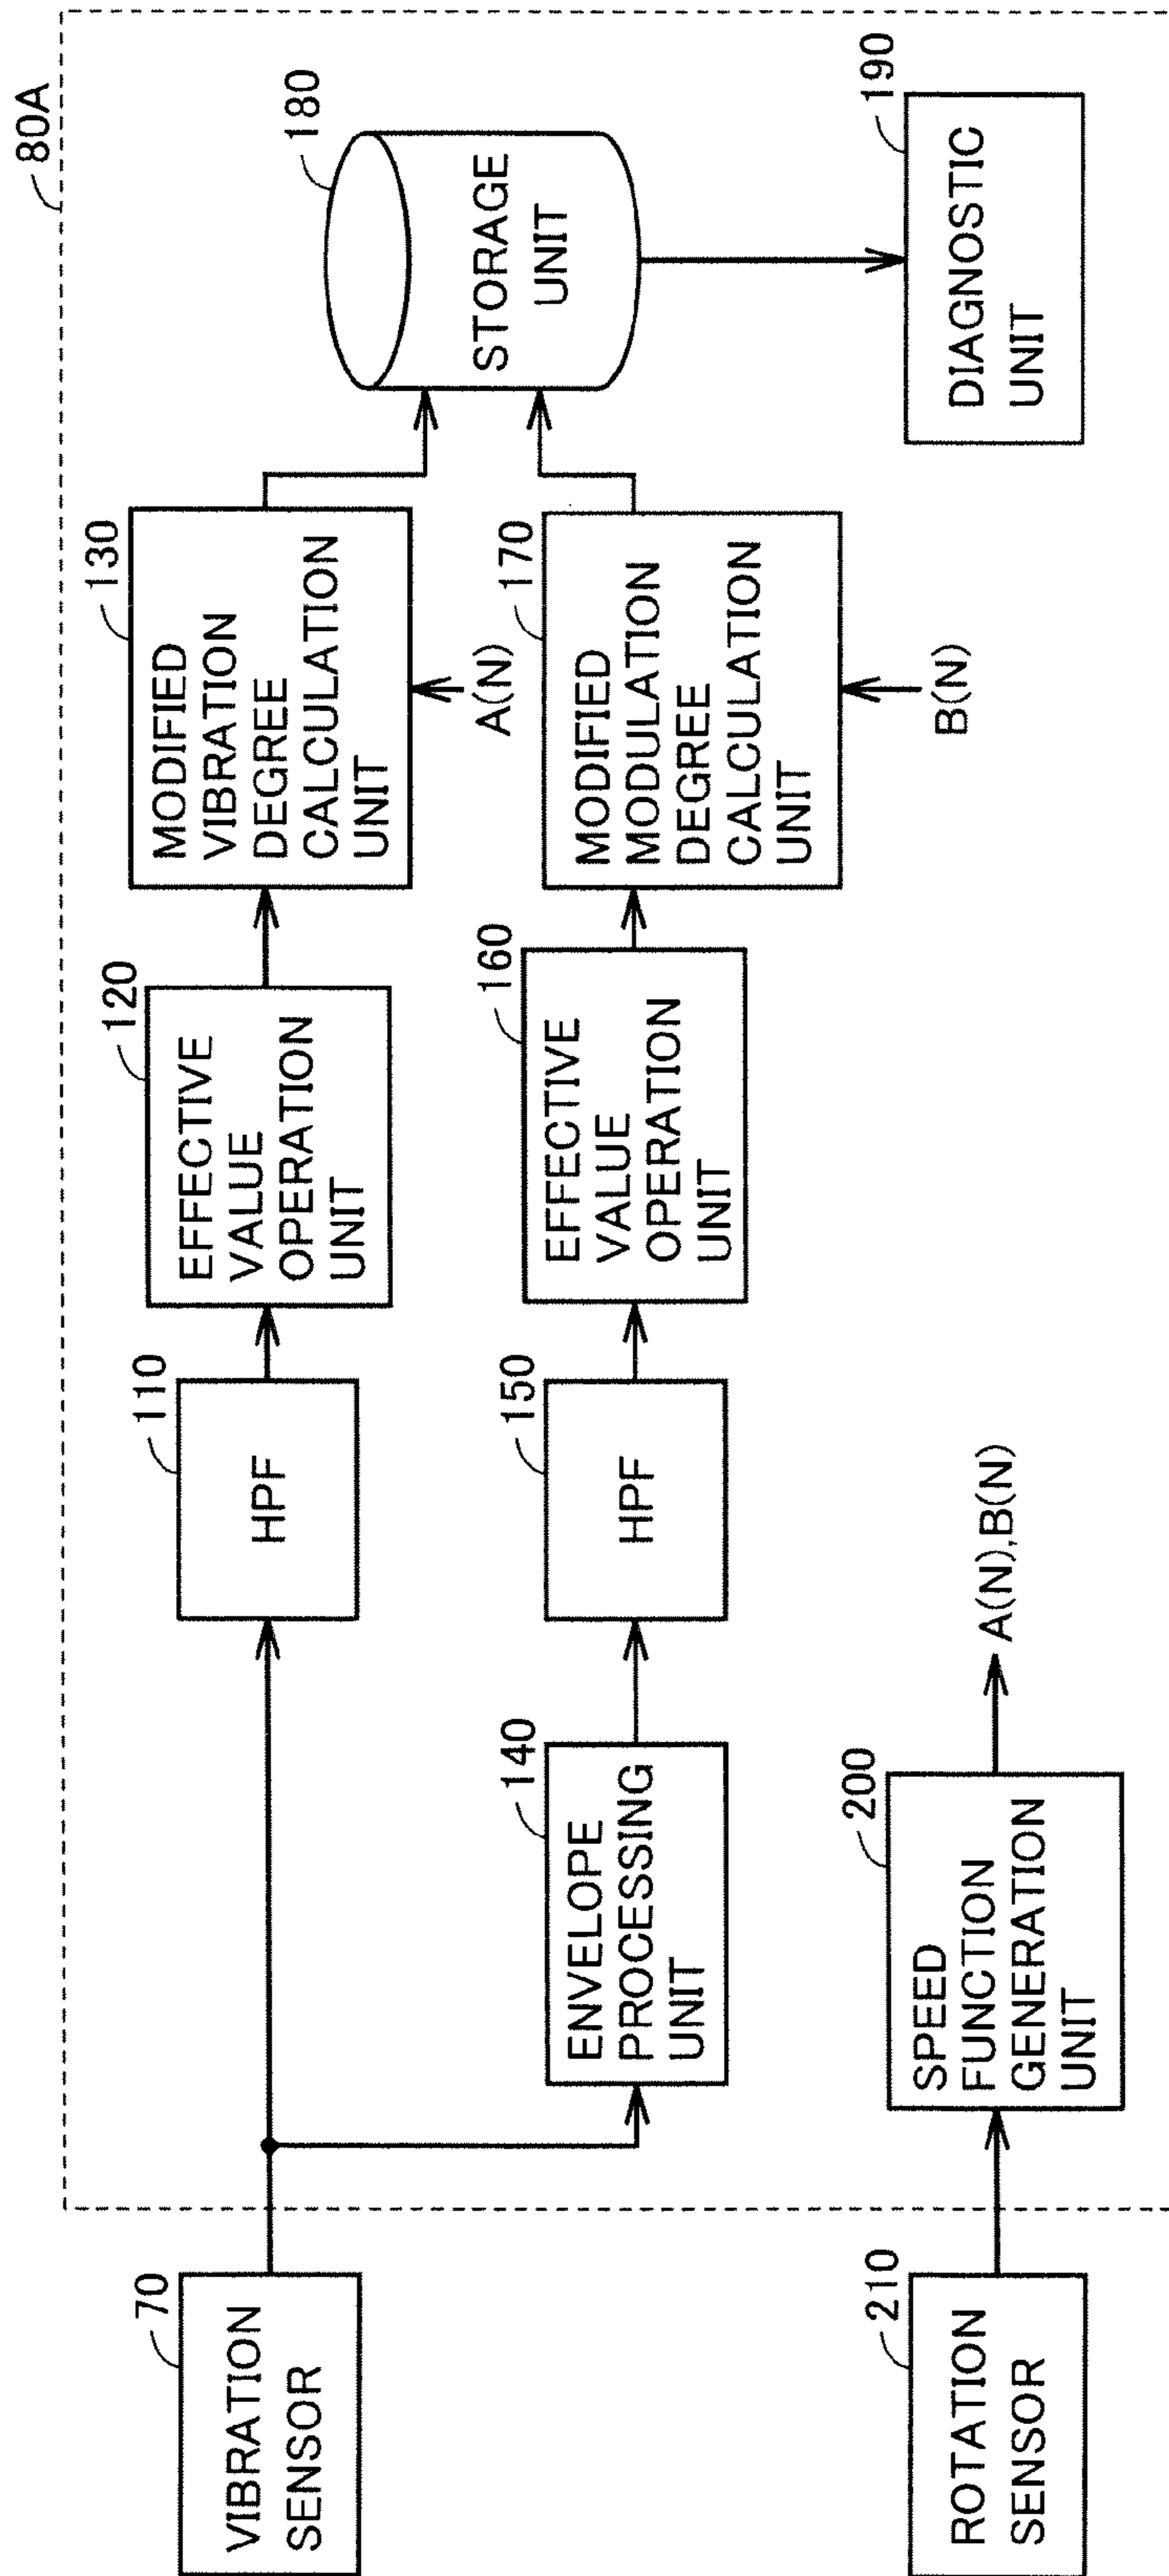 80A
70
VIBRATION
SENSOR
110
HPF
120
EFFECTIVE
VALUE
OPERATION
UNIT
130
MODIFIED
VIBRATION
DEGREE
CALCULATION
UNIT
A(N)
180
STORAGE
UNIT
140
ENVELOPE
PROCESSING
UNIT
150
HPF
160
EFFECTIVE
VALUE
OPERATION
UNIT
170
MODIFIED
MODULATION
DEGREE
CALCULATION
UNIT
B(N)
190
DIAGNOSTIC
UNIT
210
ROTATION
SENSOR
200
SPEED
FUNCTION
GENERATION
UNIT
A(N),B(N)